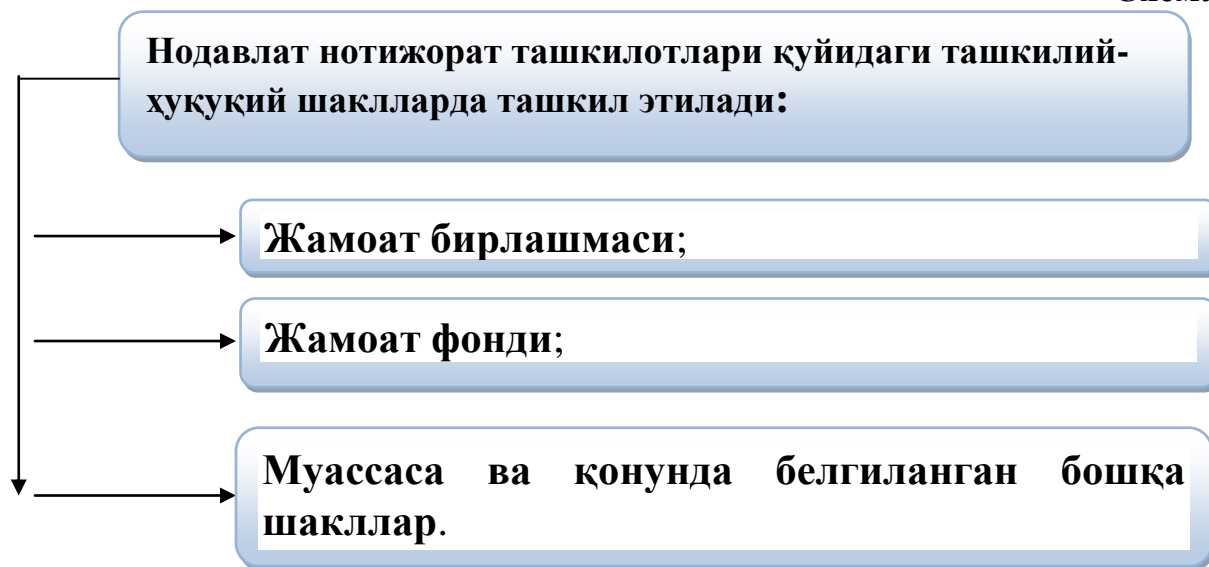 Нодавлат нотижорат ташкилотлари қуйидаги ташкилий-
ҳуқуқий шаклларда ташкил этилади:
Жамоат бирлашмаси;
Жамоат фонди;
Муассаса ва қонунда белгиланган бошқа
шакллар.